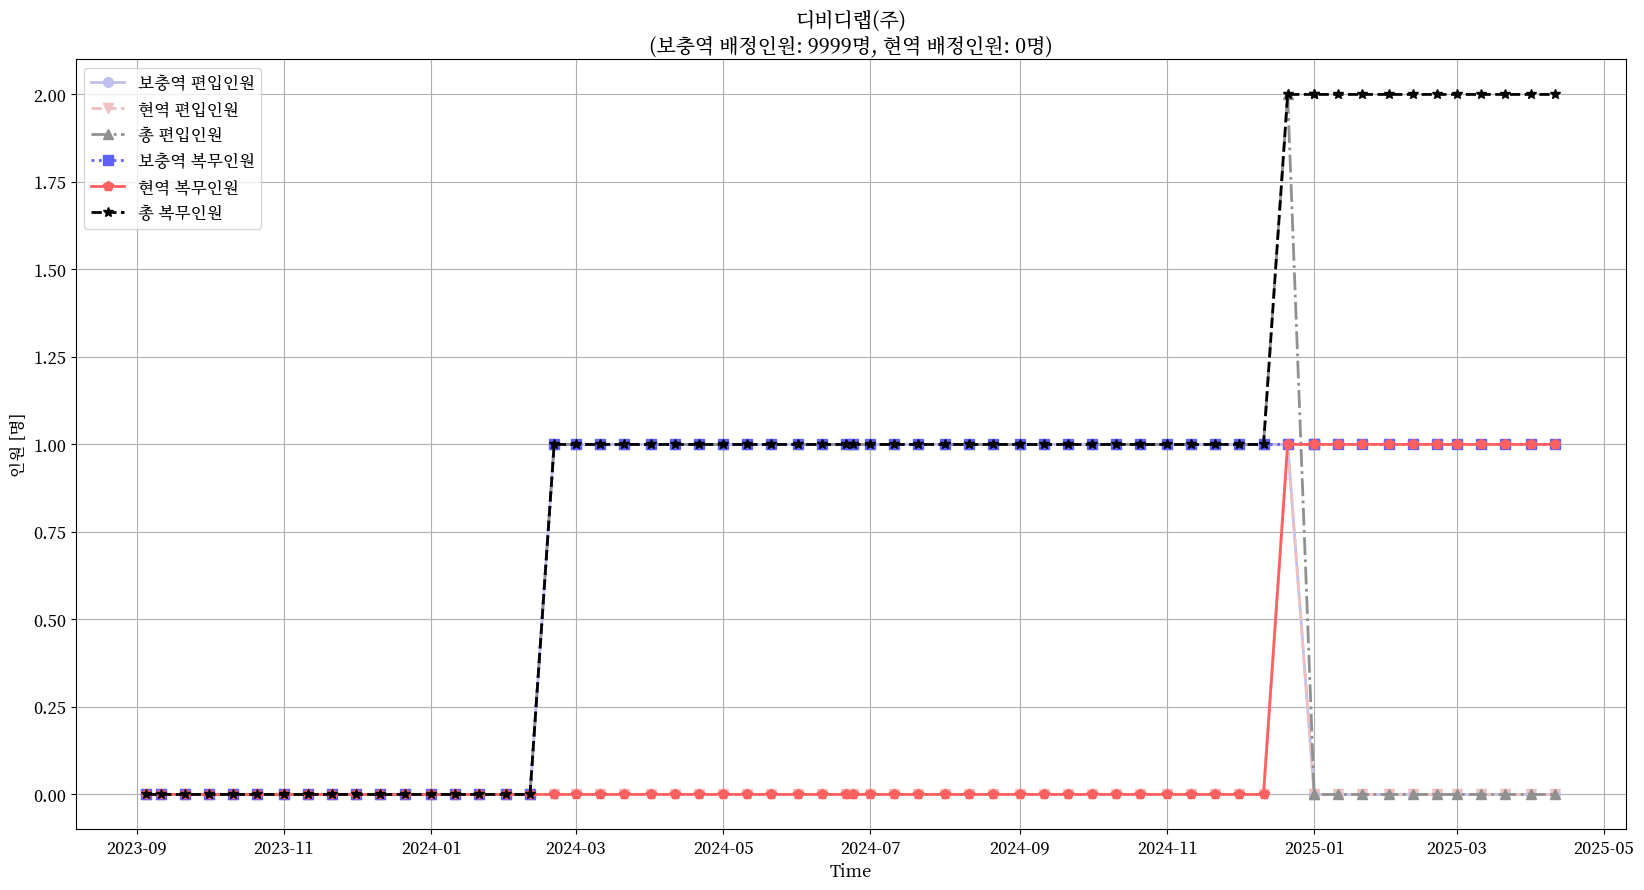 디비디랩(주)
(보충역 배정인원: 9999명, 현역 배정인원: 0명)
보충역 편입인원
현역 편입인원
총 편입인원
보충역 복무인원
현역 복무인원
총 복무인원
인원 [명]
2.00
1.75
1.50
1.25
1.00
0.75
0.50
0.25
0.00
2023-09
2023-11
2024-01
2024-03
2024-05
2024-07
2024-09
2024-11
2025-01
2025-03
2025-05
Time